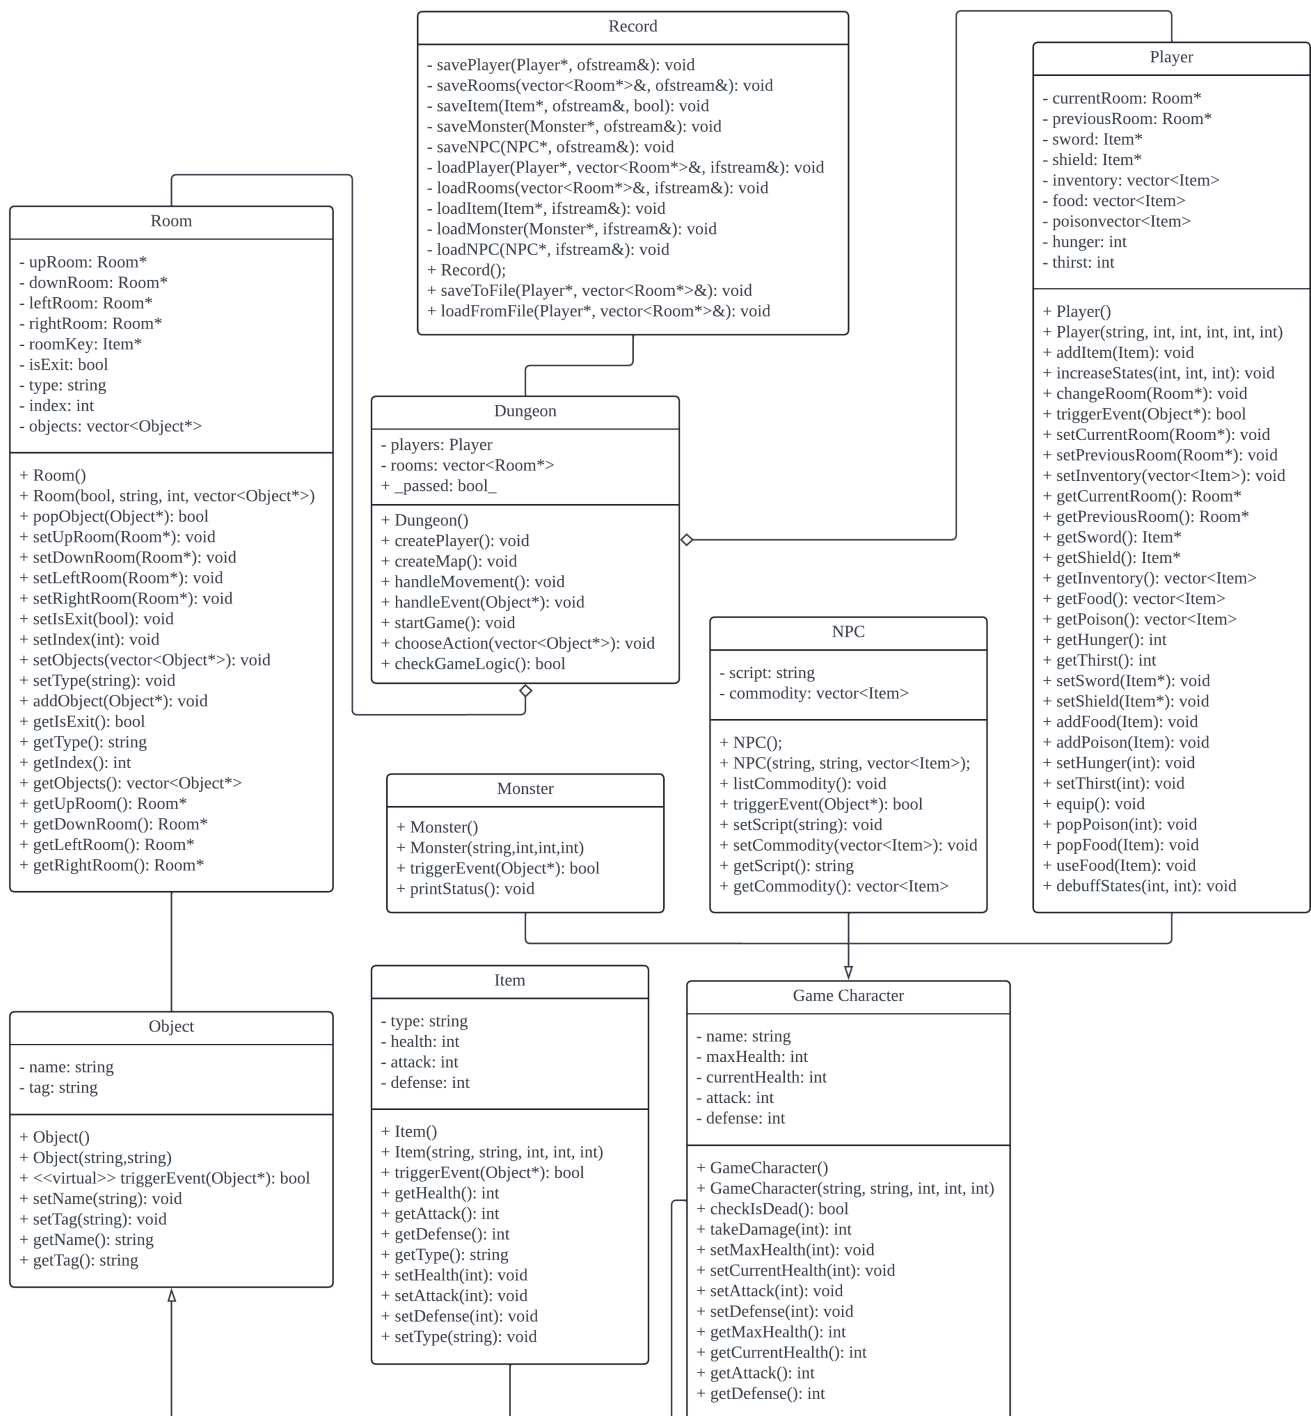 Record
- savePlayer(Player*, ofstream&): void
- saveRooms(vector<Room*>&, ofstream&): void
- saveItem(Item*, ofstream&, bool): void
- saveMonster(Monster*, ofstream&): void
- saveNPC(NPC*, ofstream&): void
- loadPlayer(Player*, vector<Room*>&, ifstream&): void
- loadRooms(vector<Room*>&, ifstream&): void
- loadItem(Item*, ifstream&): void
- loadMonster(Monster*, ifstream&): void
- loadNPC(NPC*, ifstream&): void
+ Record();
+ saveToFile(Player*, vector<Room*>&): void
+ loadFromFile(Player*, vector<Room*>&): void
Player
- currentRoom: Room*
- previousRoom: Room*
- sword: Item*
- shield: Item*
- inventory: vector<Item>
- food: vector<Item>
- poisonvector<Item>
- hunger: int
- thirst: int
+ Player()
+ Player(string, int, int, int, int, int)
+ addItem(Item): void
+ increaseStates(int, int, int): void
+ changeRoom(Room*): void
+ triggerEvent(Object*): bool
+ setCurrentRoom(Room*): void
+ setPreviousRoom(Room*): void
+ setInventory(vector<Item>): void
+ getCurrentRoom(): Room*
+ getPreviousRoom(): Room*
+ getSword(): Item*
+ getShield(): Item*
+ getInventory(): vector<Item>
+ getFood(): vector<Item>
+ getPoison(): vector<Item>
+ getHunger(): int
+ getThirst(): int
+ setSword(Item*): void
+ setShield(Item*): void
+ addFood(Item): void
+ addPoison(Item): void
+ setHunger(int): void
+ setThirst(int): void
+ equip(): void
+ popPoison(int): void
+ popFood(Item): void
+ useFood(Item): void
+ debuffStates(int, int): void
Room
- upRoom: Room*
- downRoom: Room*
- leftRoom: Room*
- rightRoom: Room*
- roomKey: Item*
- isExit: bool
- type: string
- index: int
- objects: vector<Object*>
+ Room()
+ Room(bool, string, int, vector<Object*>)
+ popObject(Object*): bool
+ setUpRoom(Room*): void
+ setDownRoom(Room*): void
+ setLeftRoom(Room*): void
+ setRightRoom(Room*): void
+ setIsExit(bool): void
+ setIndex(int): void
+ setObjects(vector<Object*>): void
+ setType(string): void
+ addObject(Object*): void
+ getIsExit(): bool
+ getType(): string
+ getIndex(): int
+ getObjects(): vector<Object*>
+ getUpRoom(): Room*
+ getDownRoom(): Room*
+ getLeftRoom(): Room*
+ getRightRoom(): Room*
Dungeon
- players: Player
- rooms: vector<Room*>
+ _passed: bool_
+ Dungeon()
+ createPlayer(): void
+ createMap(): void
+ handleMovement(): void
+ handleEvent(Object*): void
+ startGame(): void
+ chooseAction(vector<Object*>): void
+ checkGameLogic(): bool
NPC
- script: string
- commodity: vector<Item>
+ NPC();
+ NPC(string, string, vector<Item>);
+ listCommodity(): void
+ triggerEvent(Object*): bool
+ setScript(string): void
+ setCommodity(vector<Item>): void
+ getScript(): string
+ getCommodity(): vector<Item>
Monster
+ Monster()
+ Monster(string,int,int,int)
+ triggerEvent(Object*): bool
+ printStatus(): void
Object
- name: string
- tag: string
+ Object()
+ Object(string,string)
+ <<virtual>> triggerEvent(Object*): bool
+ setName(string): void
+ setTag(string): void
+ getName(): string
+ getTag(): string
Item
- type: string
- health: int
- attack: int
- defense: int
+ Item()
+ Item(string, string, int, int, int)
+ triggerEvent(Object*): bool
+ getHealth(): int
+ getAttack(): int
+ getDefense(): int
+ getType(): string
+ setHealth(int): void
+ setAttack(int): void
+ setDefense(int): void
+ setType(string): void
Game Character
- name: string
- maxHealth: int
- currentHealth: int
- attack: int
- defense: int
+ GameCharacter()
+ GameCharacter(string, string, int, int, int)
+ checkIsDead(): bool
+ takeDamage(int): int
+ setMaxHealth(int): void
+ setCurrentHealth(int): void
+ setAttack(int): void
+ setDefense(int): void
+ getMaxHealth(): int
+ getCurrentHealth(): int
+ getAttack(): int
+ getDefense(): int